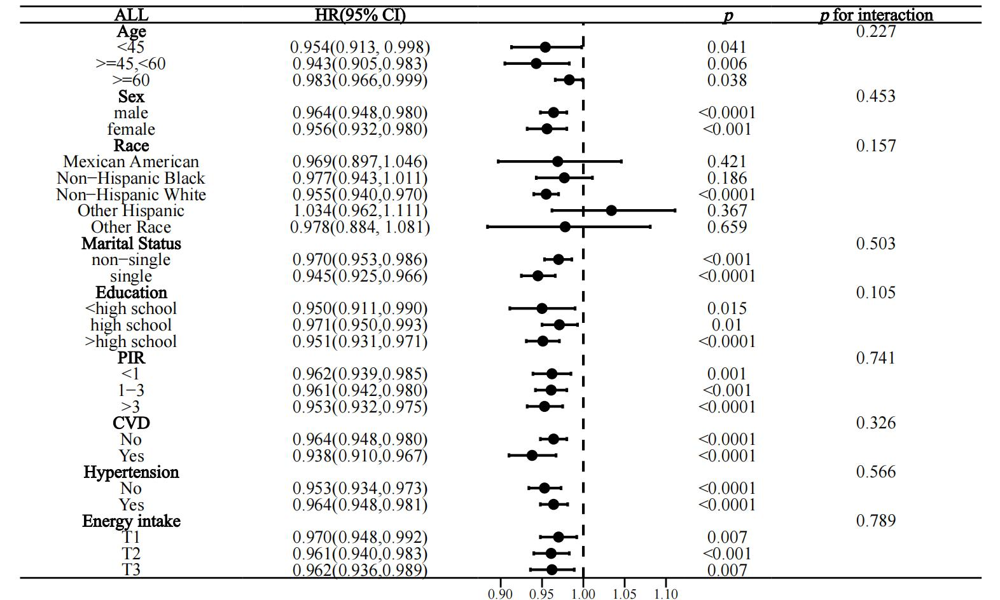 ALL HR(95% CI) p p for interaction
Age 0.227
<45 0.954(0.913, 0.998) 0.041
>=45,<60 0.943(0.905,0.983) 0.006
>=60 0.983(0.966,0.999) 0.038
Sex 0.453
male 0.964(0.948,0.980) <0.0001
female 0.956(0.932,0.980) <0.001
Race 0.157
Mexican American 0.969(0.897,1.046) 0.421
Non−Hispanic Black 0.977(0.943,1.011) 0.186
Non−Hispanic White 0.955(0.940,0.970) <0.0001
Other Hispanic 1.034(0.962,1.111) 0.367
Other Race 0.978(0.884, 1.081) 0.659
Marital Status 0.503
non−single 0.970(0.953,0.986) <0.001
single 0.945(0.925,0.966) <0.0001
Education 0.105
<high school 0.950(0.911,0.990) 0.015
high school 0.971(0.950,0.993) 0.01
>high school 0.951(0.931,0.971) <0.0001
PIR 0.741
<1 0.962(0.939,0.985) 0.001
1−3 0.961(0.942,0.980) <0.001
>3 0.953(0.932,0.975) <0.0001
CVD 0.326
No 0.964(0.948,0.980) <0.0001
Yes 0.938(0.910,0.967) <0.0001
Hypertension 0.566
No 0.953(0.934,0.973) <0.0001
Yes 0.964(0.948,0.981) <0.0001
Energy intake 0.789
T1 0.970(0.948,0.992) 0.007
T2 0.961(0.940,0.983) <0.001
T3 0.962(0.936,0.989) 0.007
0.90 0.95 1.00 1.05 1.10